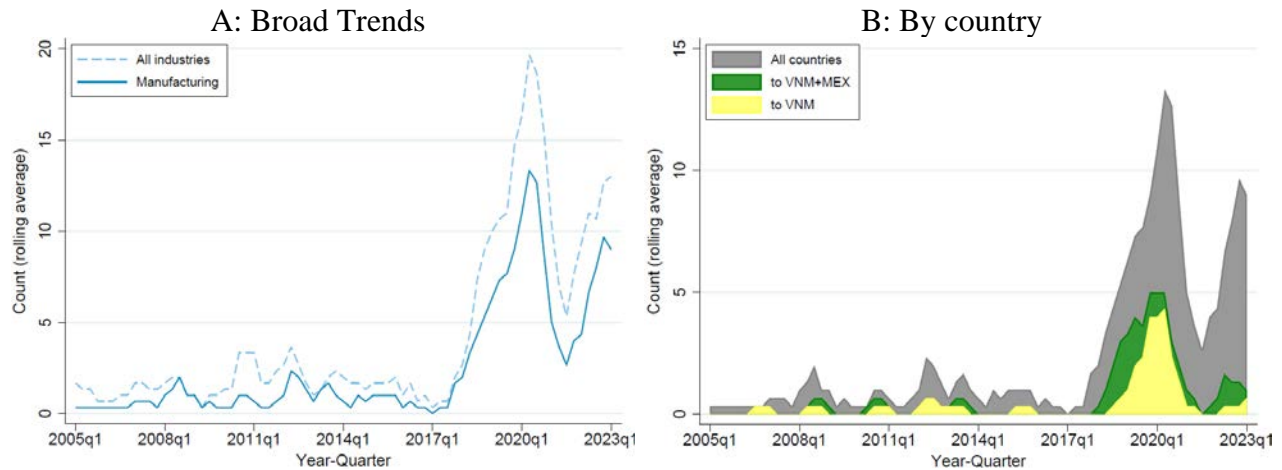 A: Broad Trends
20
15
10
5
0
Count (rolling average)
All industries
Manufacturing
2005q1 2008q1 2011q1 2014q1 2017q1 2020q1 2023q1
Year-Quarter
B: By country
15
10
5
0
Count (rolling average)
All countries
to VNM+MEX
to VNM
2005q1 2008q1 2011q1 2014q1 2017q1 2020q1 2023q1
Year-Quarter